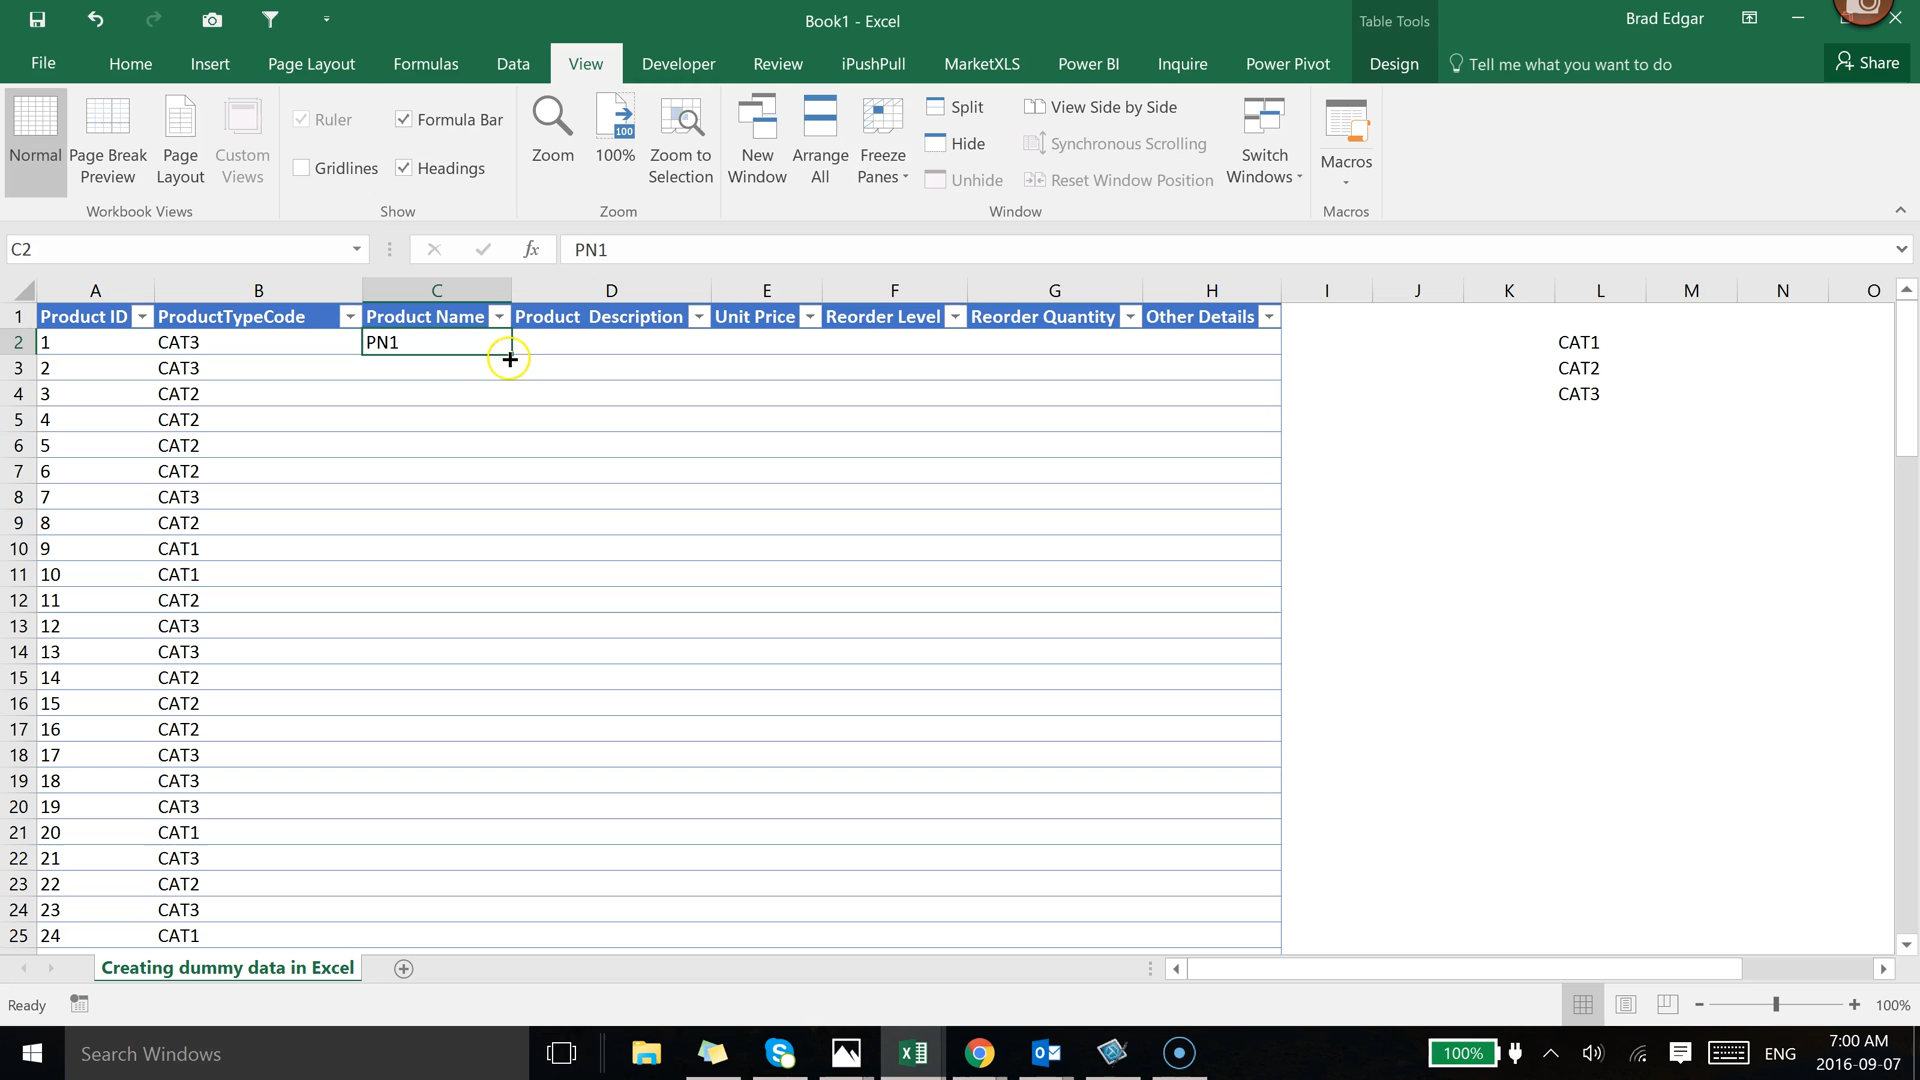 Book1 - Excel
Table Tools
Brad Edgar
File Home Insert Page Layout Formulas Data View Developer Review iPushPull MarketXLS Power BI Inquire Power Pivot Design Tell me what you want to do Share
Normal
Page Break Preview
Page Layout
Custom Views
Workbook Views
Ruler
Formula Bar
Gridlines
Headings
Show
Zoom
100
100%
Zoom to Selection
Zoom
New Window
Arrange All
Freeze Panes
Split
Hide
Unhide
View Side by Side
Synchronous Scrolling
Reset Window Position
Switch Windows
Window
Macros
Macros
C2 fx PN1
A B C D E F G H I J K L M N O
1 Product ID ProductTypeCode Product Name Product Description Unit Price Reorder Level Reorder Quantity Other Details
2 1 CAT3 PN1 CAT1
3 2 CAT3 CAT2
4 3 CAT2 CAT3
5 4 CAT2
6 5 CAT2
7 6 CAT2
8 7 CAT3
9 8 CAT2
10 9 CAT1
11 10 CAT1
12 11 CAT2
13 12 CAT3
14 13 CAT3
15 14 CAT2
16 15 CAT2
17 16 CAT2
18 17 CAT3
19 18 CAT3
20 19 CAT3
21 20 CAT1
22 21 CAT3
23 22 CAT2
24 23 CAT3
25 24 CAT1
Creating dummy data in Excel
Ready 100%
Search Windows
100% ENG
7:00 AM
2016-09-07